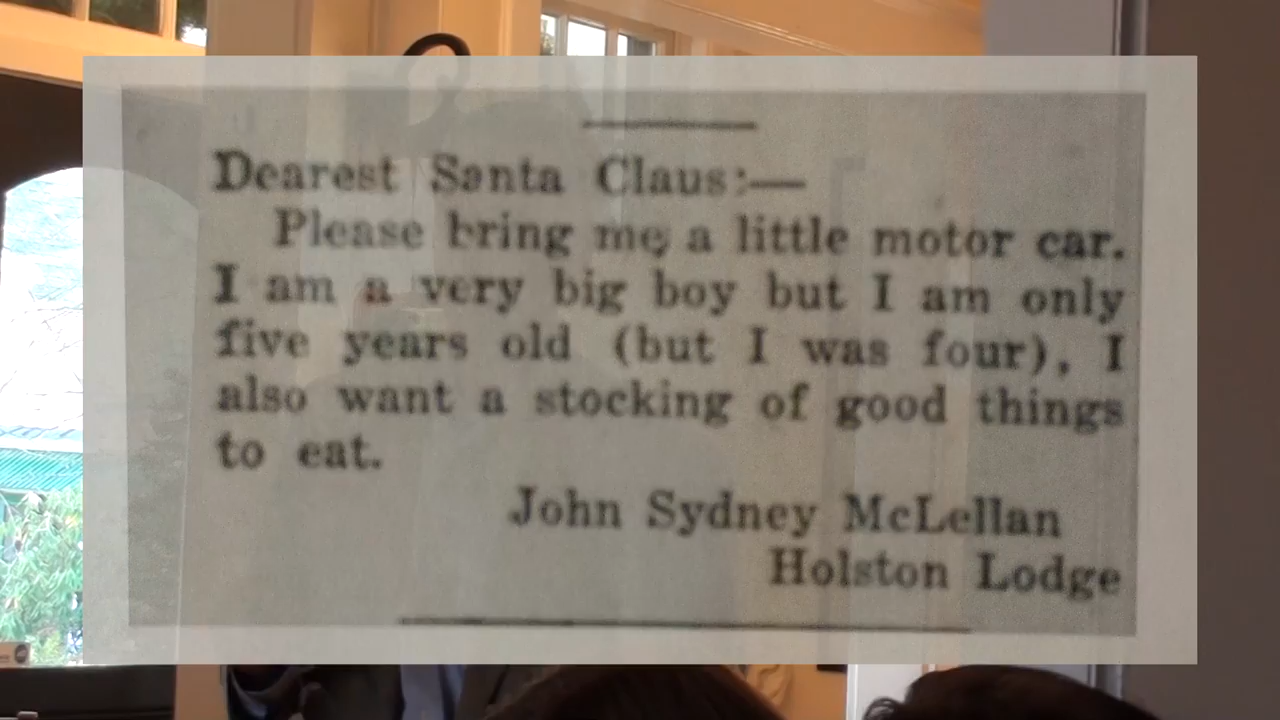 Dearest Santa Claus:—
Please bring me a little motor car.
I am a very big boy but I am only
five years old (but I was four), I
also want a stocking of good things
to eat.
John Sydney McLellan
Holston Lodge